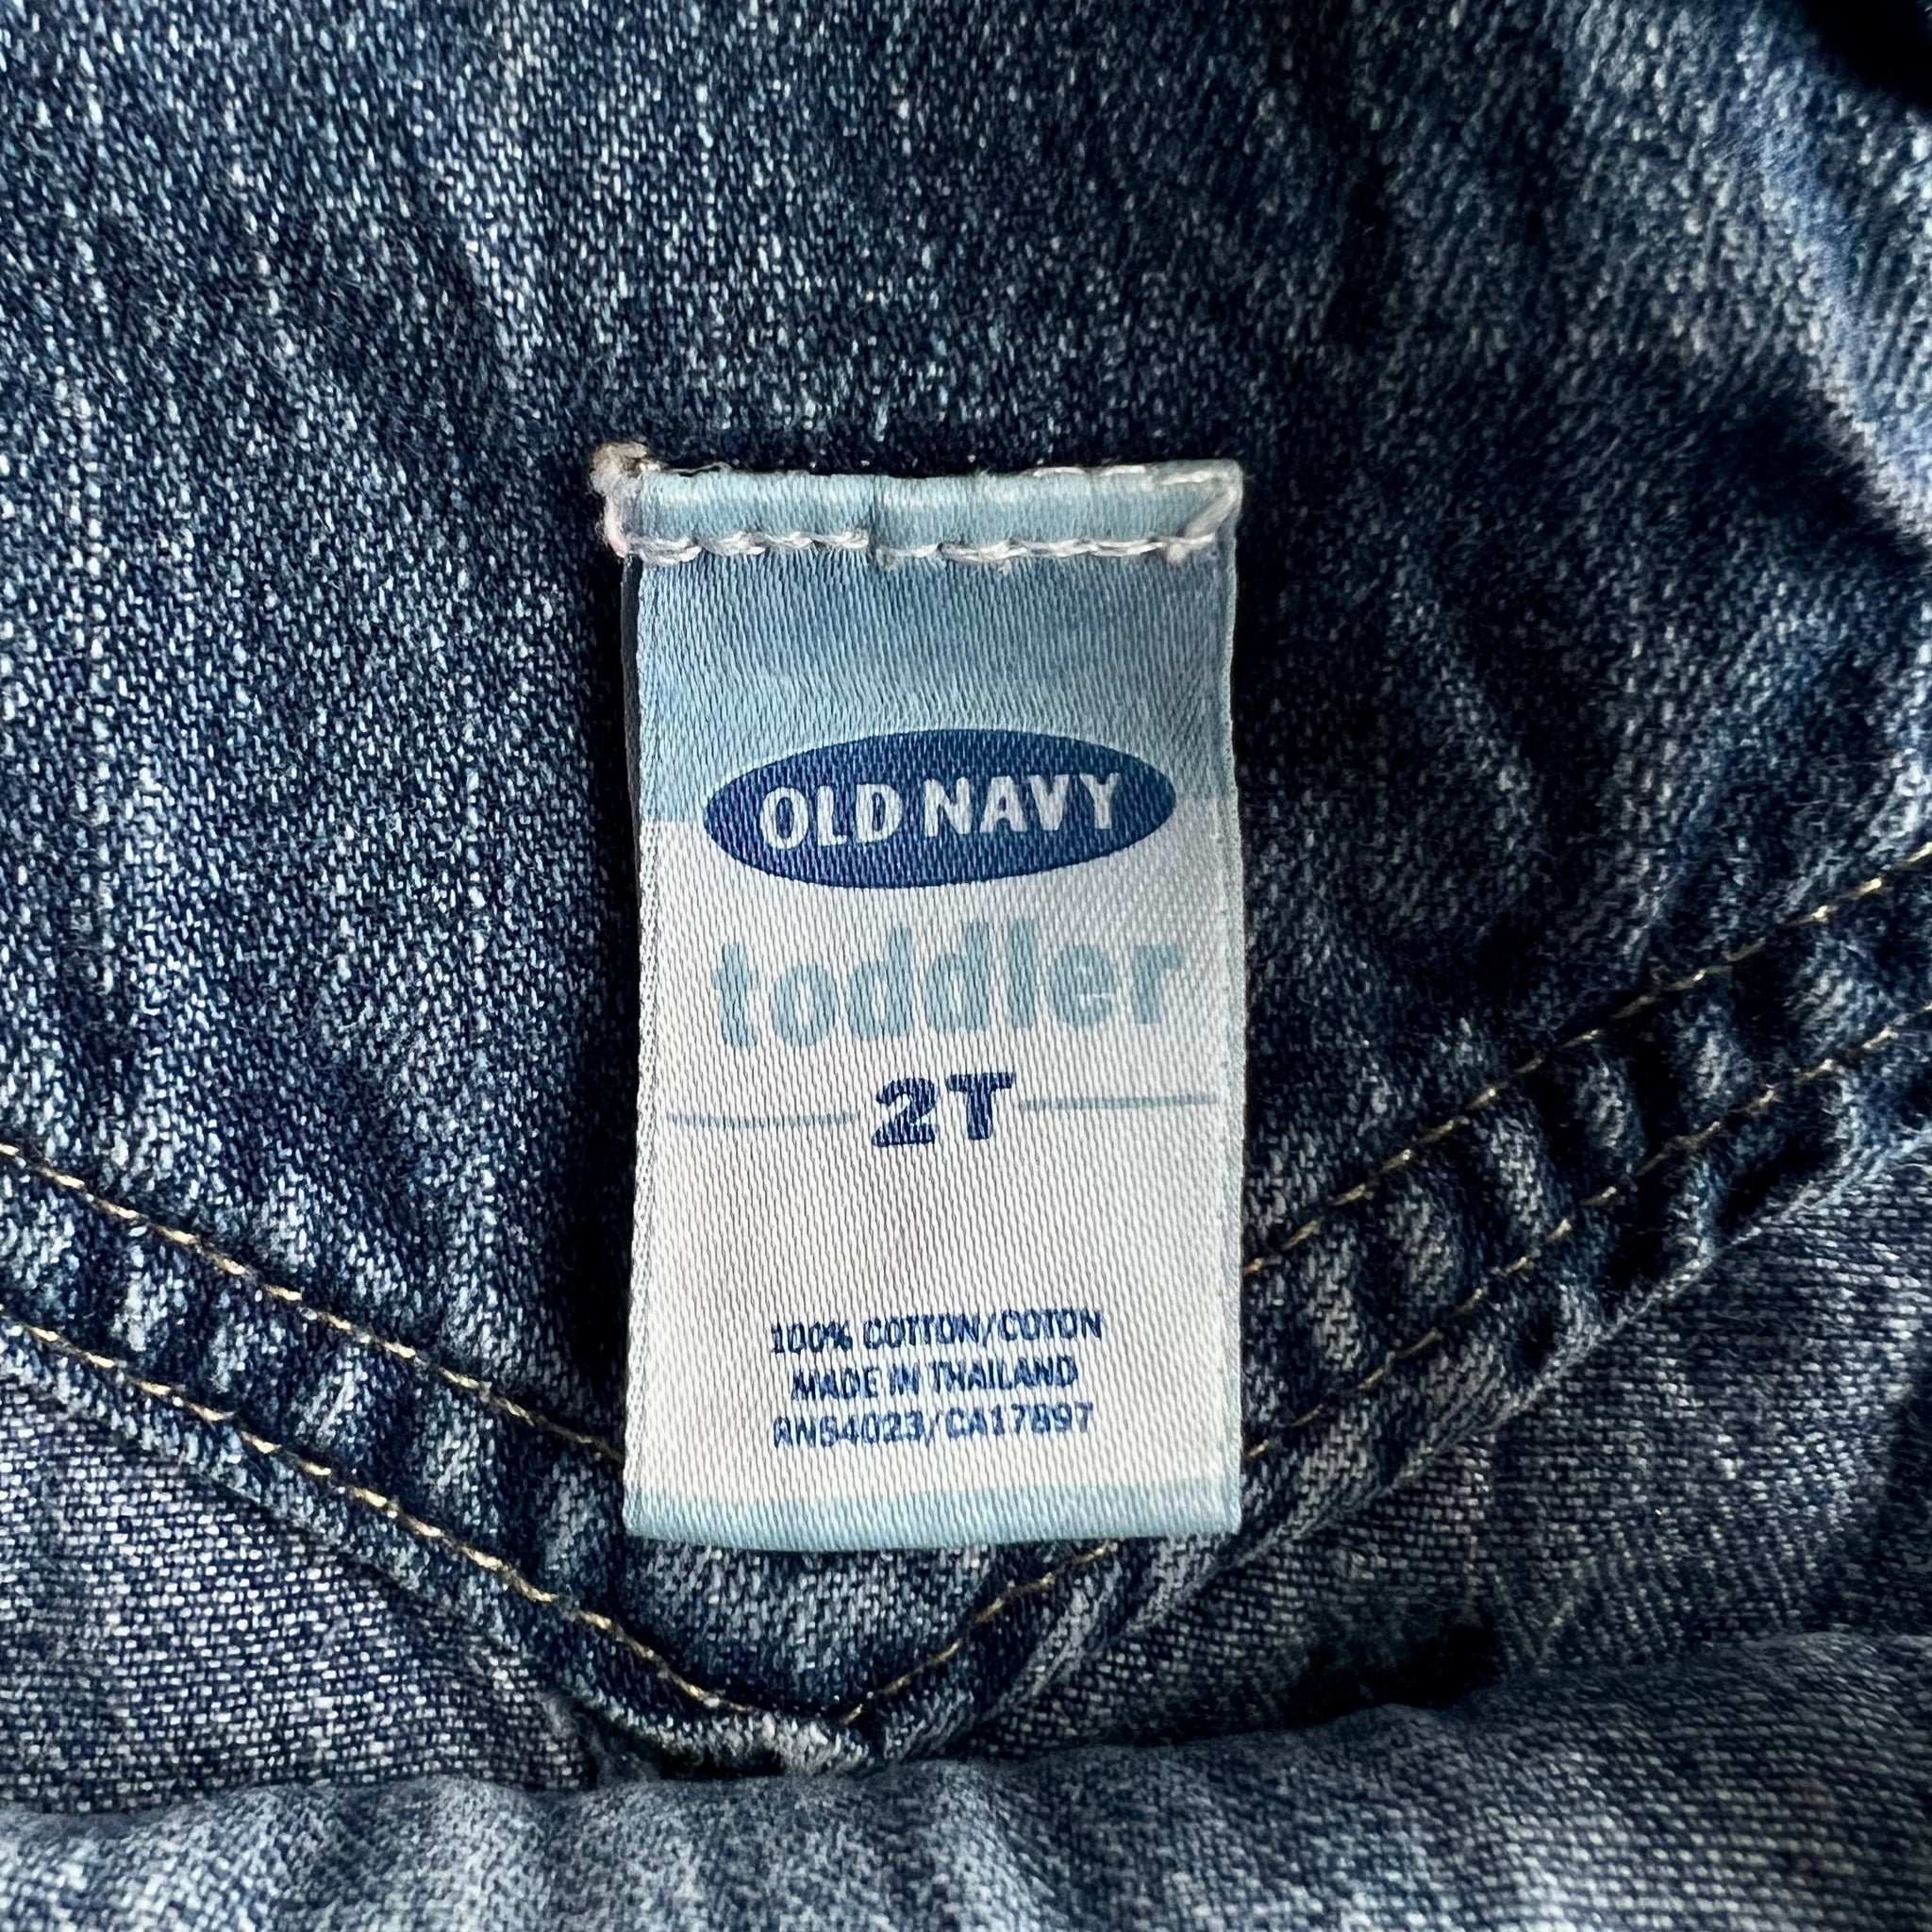 OLD NAVY
toddler
2T
100% COTTON/COTON
MADE IN THAILAND
RN54023/CA17897